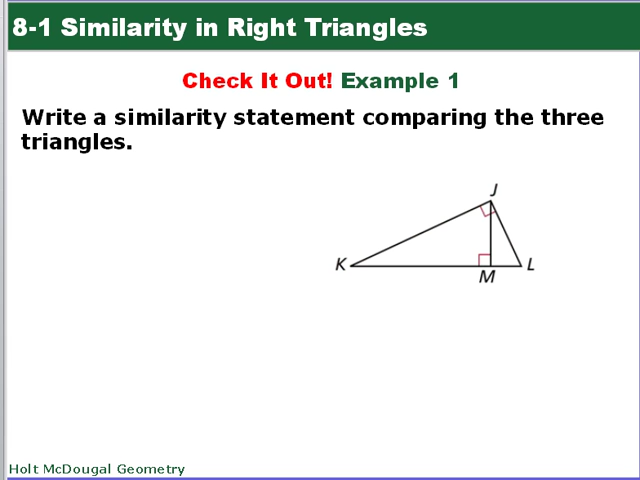 8-1 Similarity in Right Triangles
Check It Out! Example 1
Write a similarity statement comparing the three
triangles.
J
K
L
M
Holt McDougal Geometry